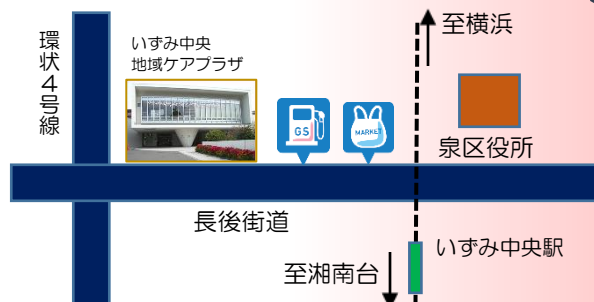 至横浜
環状4号線
いずみ中央
地域ケアプラザ
GS
MARKET
泉区役所
長後街道
いずみ中央駅
至湘南台